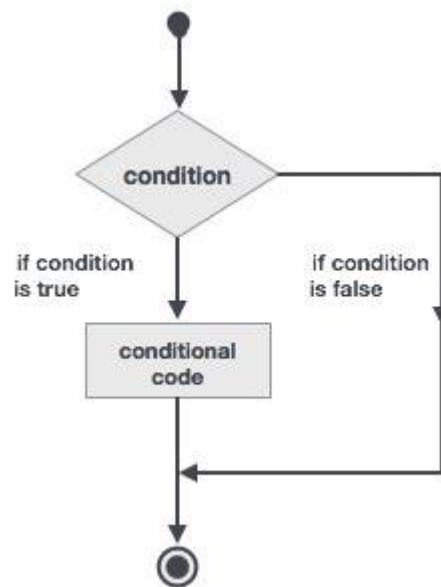 condition
if condition
is true
if condition
is false
conditional
code